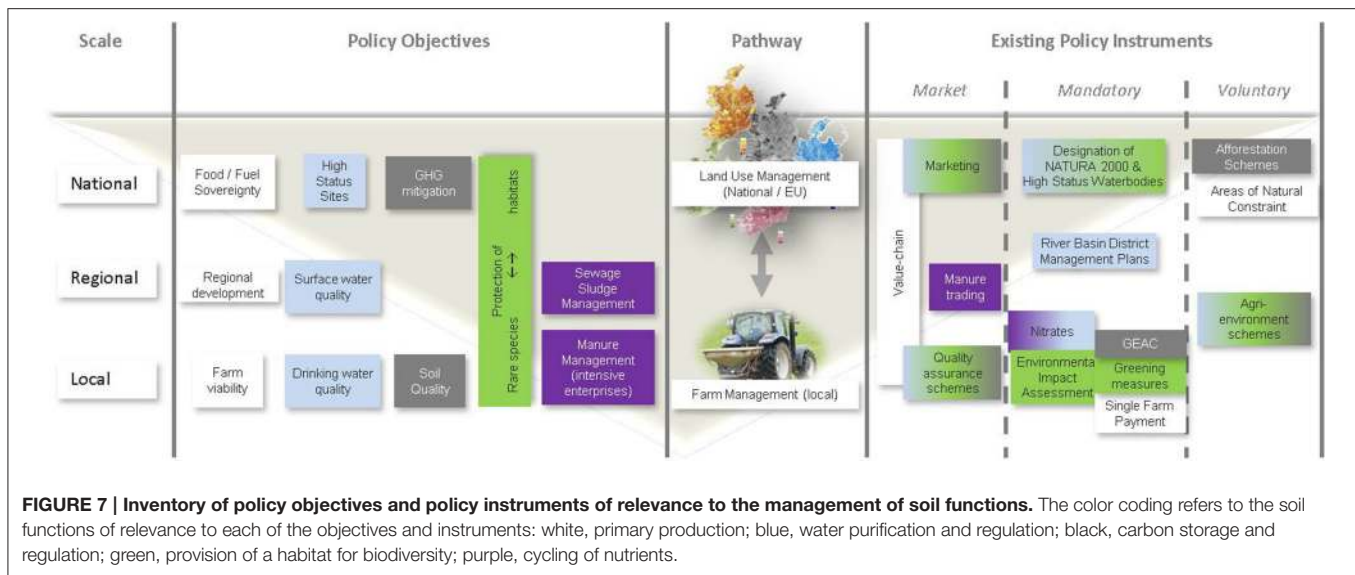 Scale
Policy Objectives
Pathway
Existing Policy Instruments
Market
Mandatory
Voluntary
National
Food / Fuel
Sovereignty
High
Status
Sites
GHG
mitigation
Protection of
Rare species ←→ habitats
Land Use Management
(National / EU)
Marketing
Designation of
NATURA 2000 &
High Status Waterbodies
Afforestation
Schemes
Areas of Natural
Constraint
Regional
Regional
development
Surface water
quality
Sewage
Sludge
Management
Value-chain
Manure
trading
River Basin District
Management Plans
Agri-
environment
schemes
Local
Farm
viability
Drinking water
quality
Soil
Quality
Manure
Management
(intensive
enterprises)
Farm Management (local)
Quality
assurance
schemes
Nitrates
Environmenta
Impact
Assessment
GEAC
Greening
measures
Single Farm
Payment
FIGURE 7 | Inventory of policy objectives and policy instruments of relevance to the management of soil functions. The color coding refers to the soil
functions of relevance to each of the objectives and instruments: white, primary production; blue, water purification and regulation; black, carbon storage and
regulation; green, provision of a habitat for biodiversity; purple, cycling of nutrients.